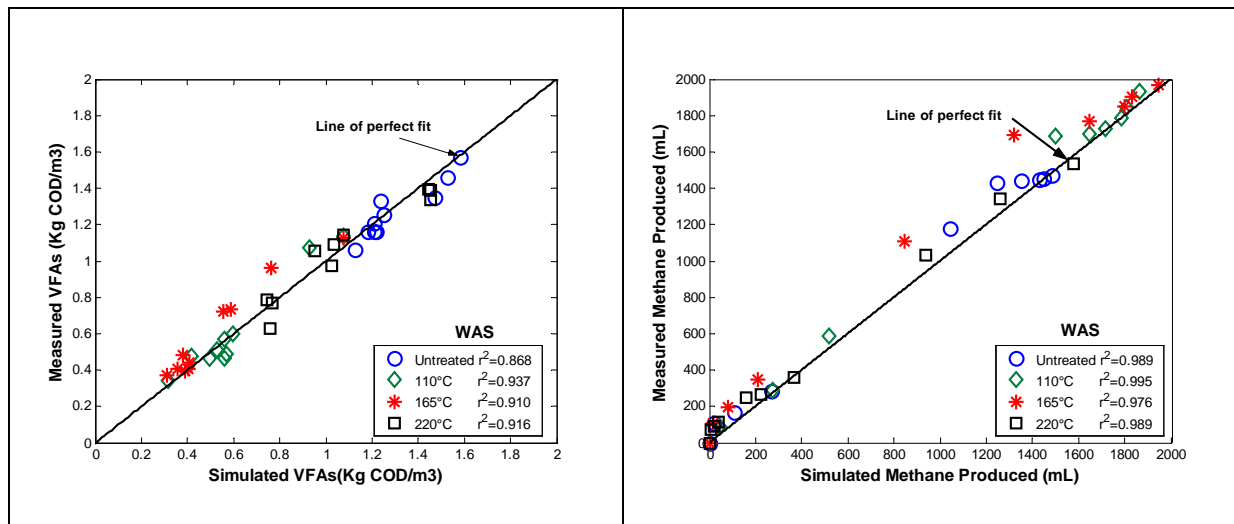 2
1.8
1.6
1.4
1.2
1
0.8
0.6
0.4
0.2
0
Measured VFAs (Kg COD/m3)
Line of perfect fit
WAS
Untreated r²=0.868
110°C r²=0.937
165°C r²=0.910
220°C r²=0.916
0 0.2 0.4 0.6 0.8 1 1.2 1.4 1.6 1.8 2
Simulated VFAs(Kg COD/m3)
2000
1800
1600
1400
1200
1000
800
600
400
200
0
Measured Methane Produced (mL)
Line of perfect fit
WAS
Untreated r²=0.989
110°C r²=0.995
165°C r²=0.976
220°C r²=0.989
0 200 400 600 800 1000 1200 1400 1600 1800 2000
Simulated Methane Produced (mL)